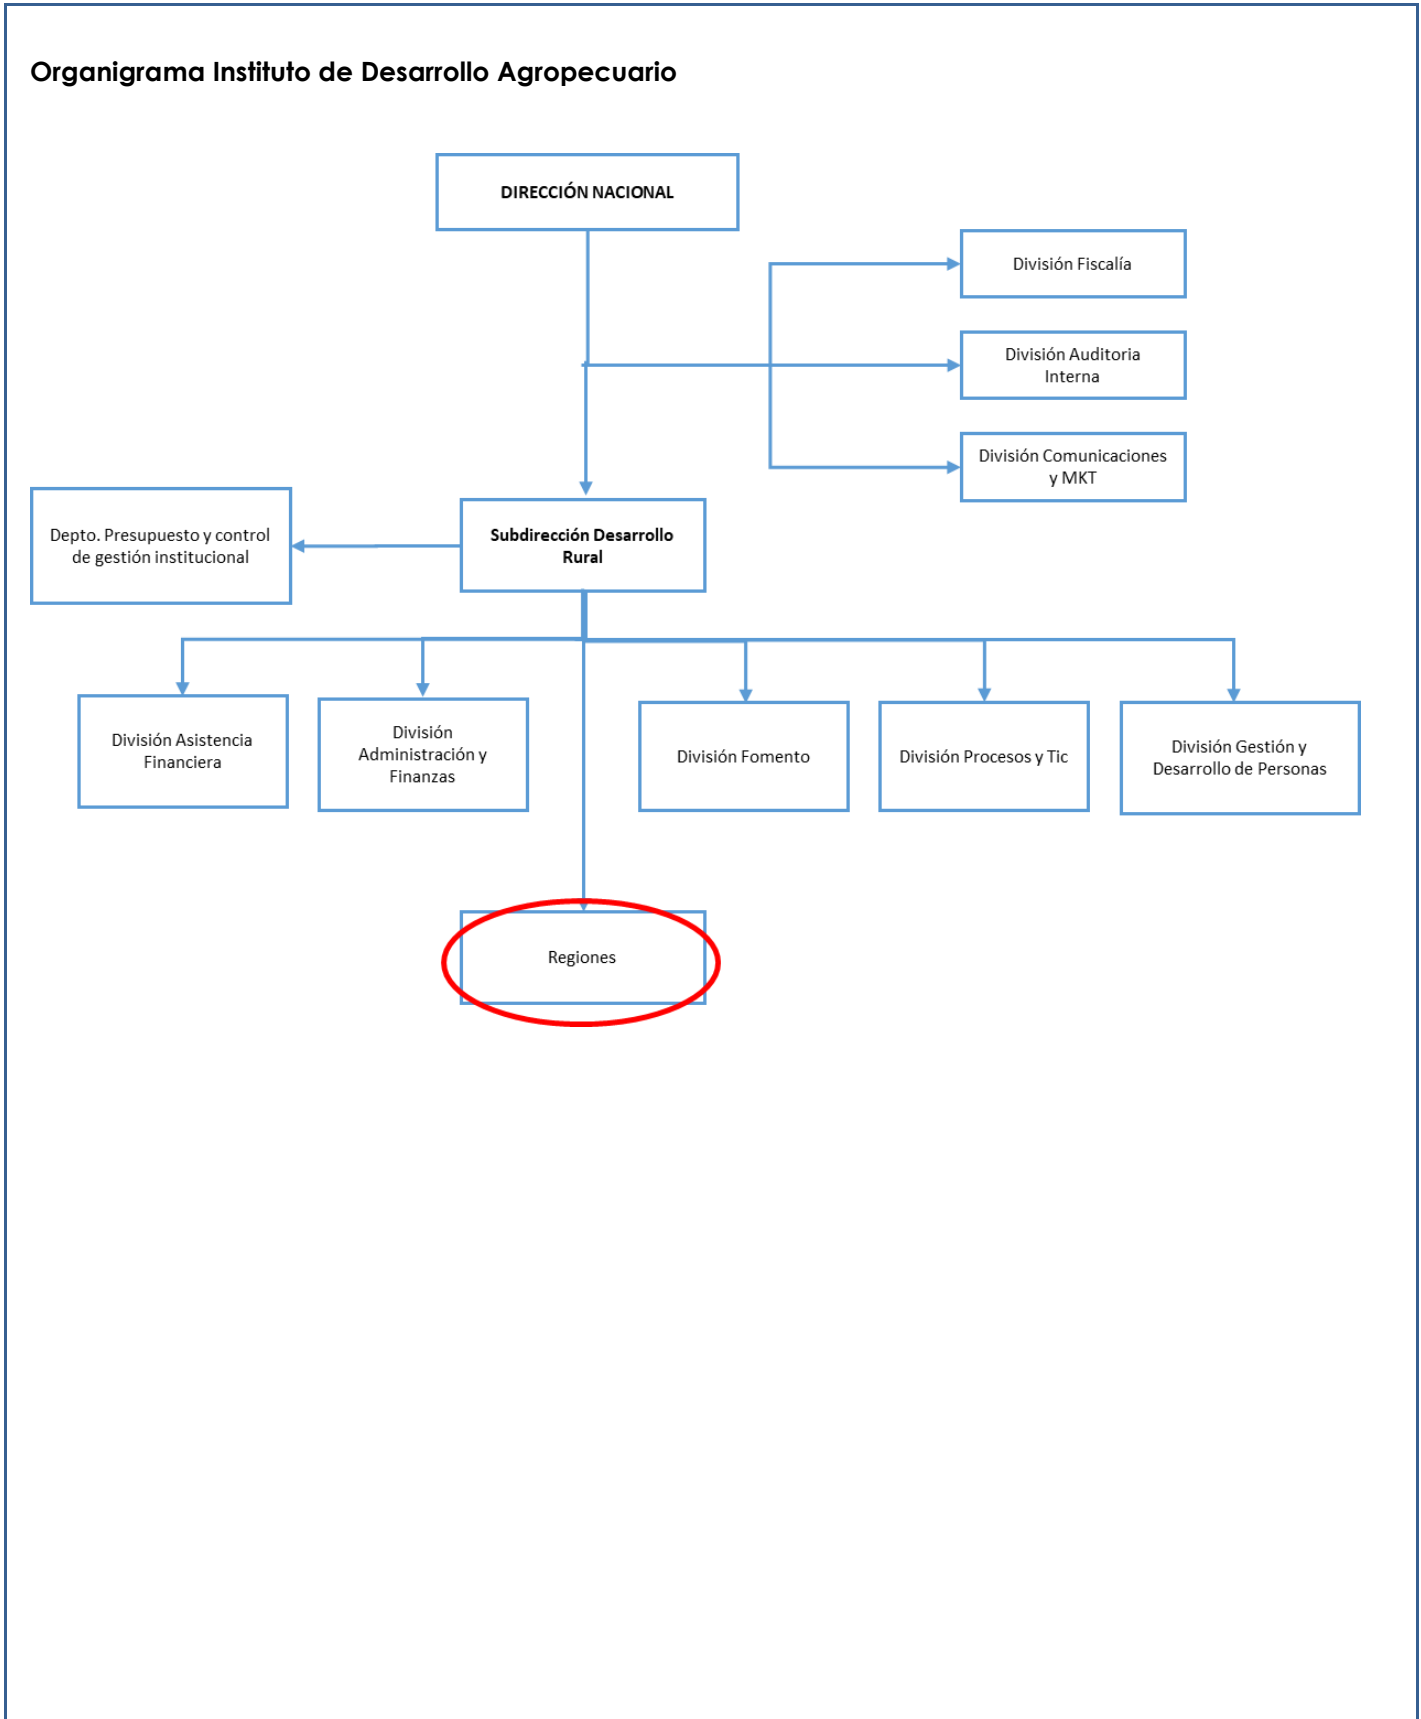 Organigrama Instituto de Desarrollo Agropecuario
DIRECCIÓN NACIONAL
División Fiscalía
División Auditoria
Interna
División Comunicaciones
y MKT
Depto. Presupuesto y control
de gestión institucional
Subdirección Desarrollo
Rural
División Asistencia
Financiera
División
Administración y
Finanzas
División Fomento
División Procesos y Tic
División Gestión y
Desarrollo de Personas
Regiones